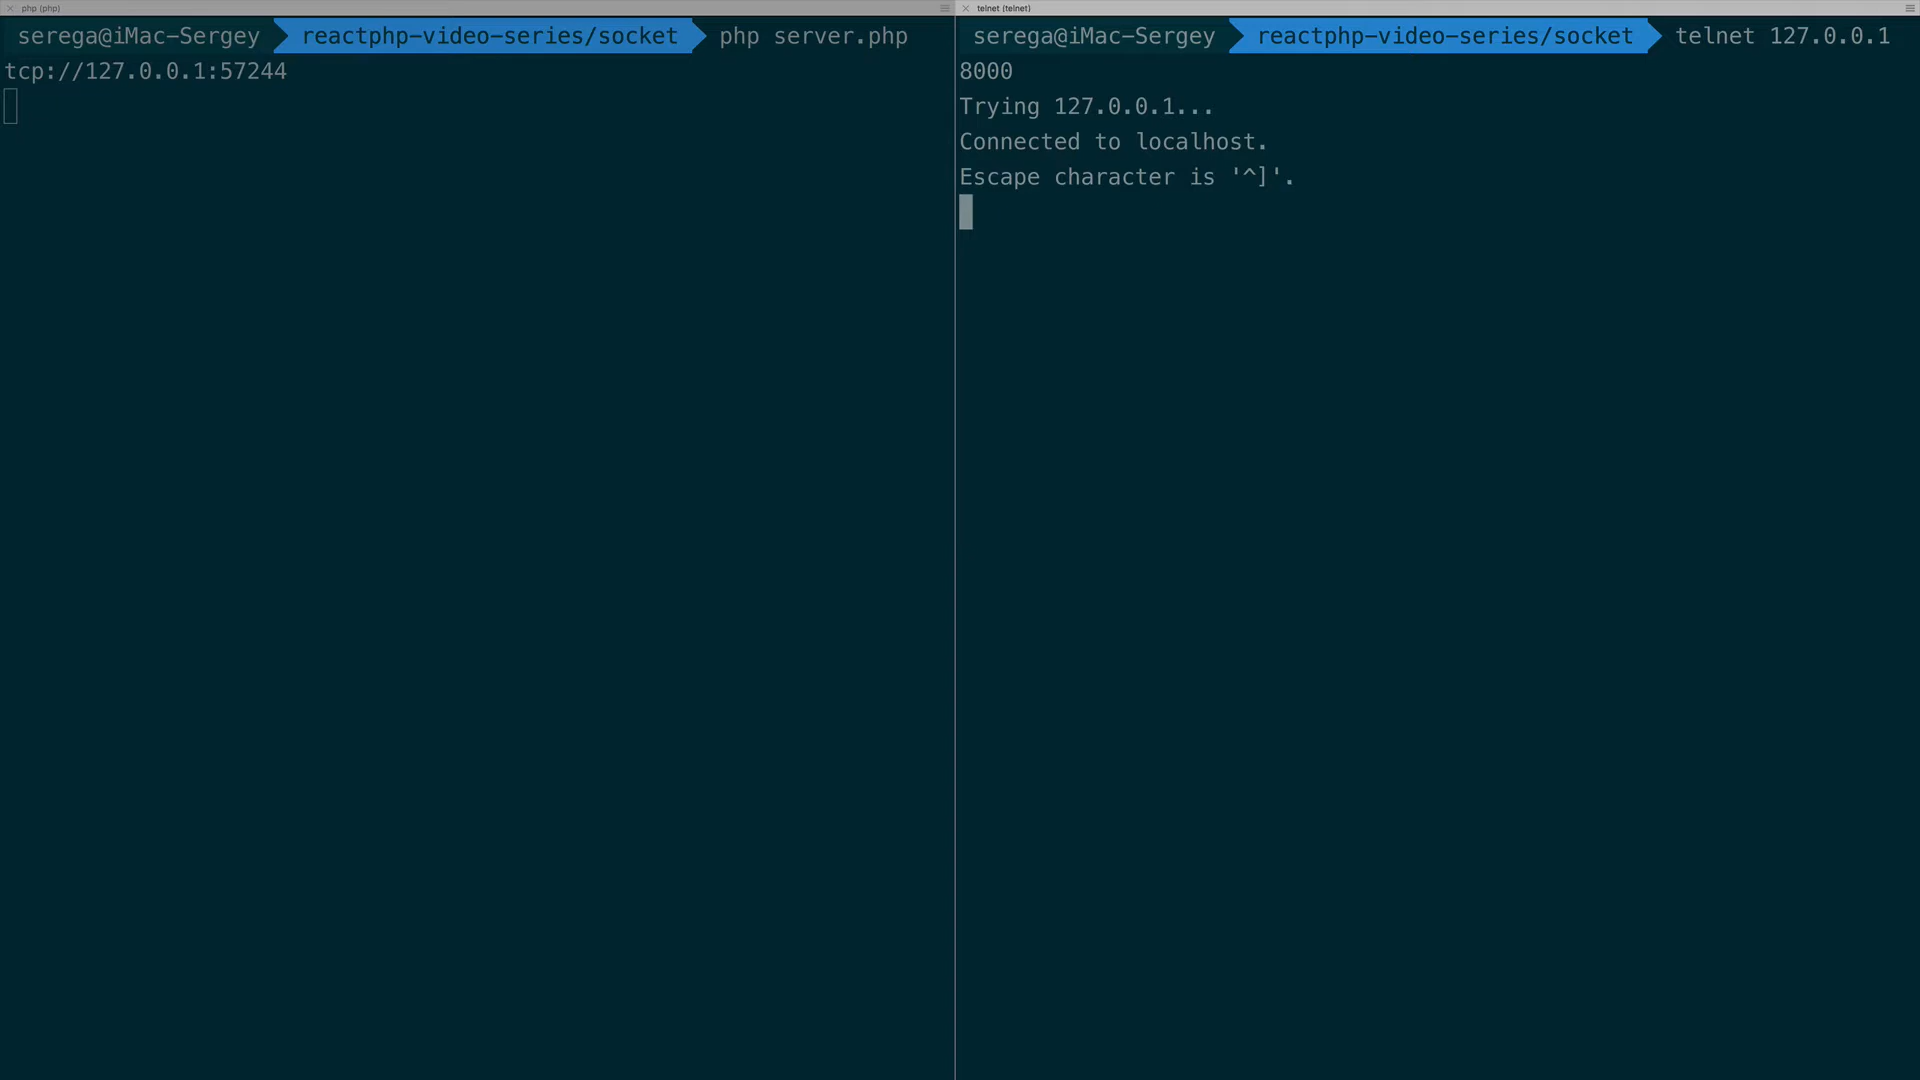 php (php)
serega@iMac-Sergey reactphp-video-series/socket php server.php
tcp://127.0.0.1:57244
telnet (telnet)
serega@iMac-Sergey reactphp-video-series/socket telnet 127.0.0.1
8000
Trying 127.0.0.1...
Connected to localhost.
Escape character is '^]'.